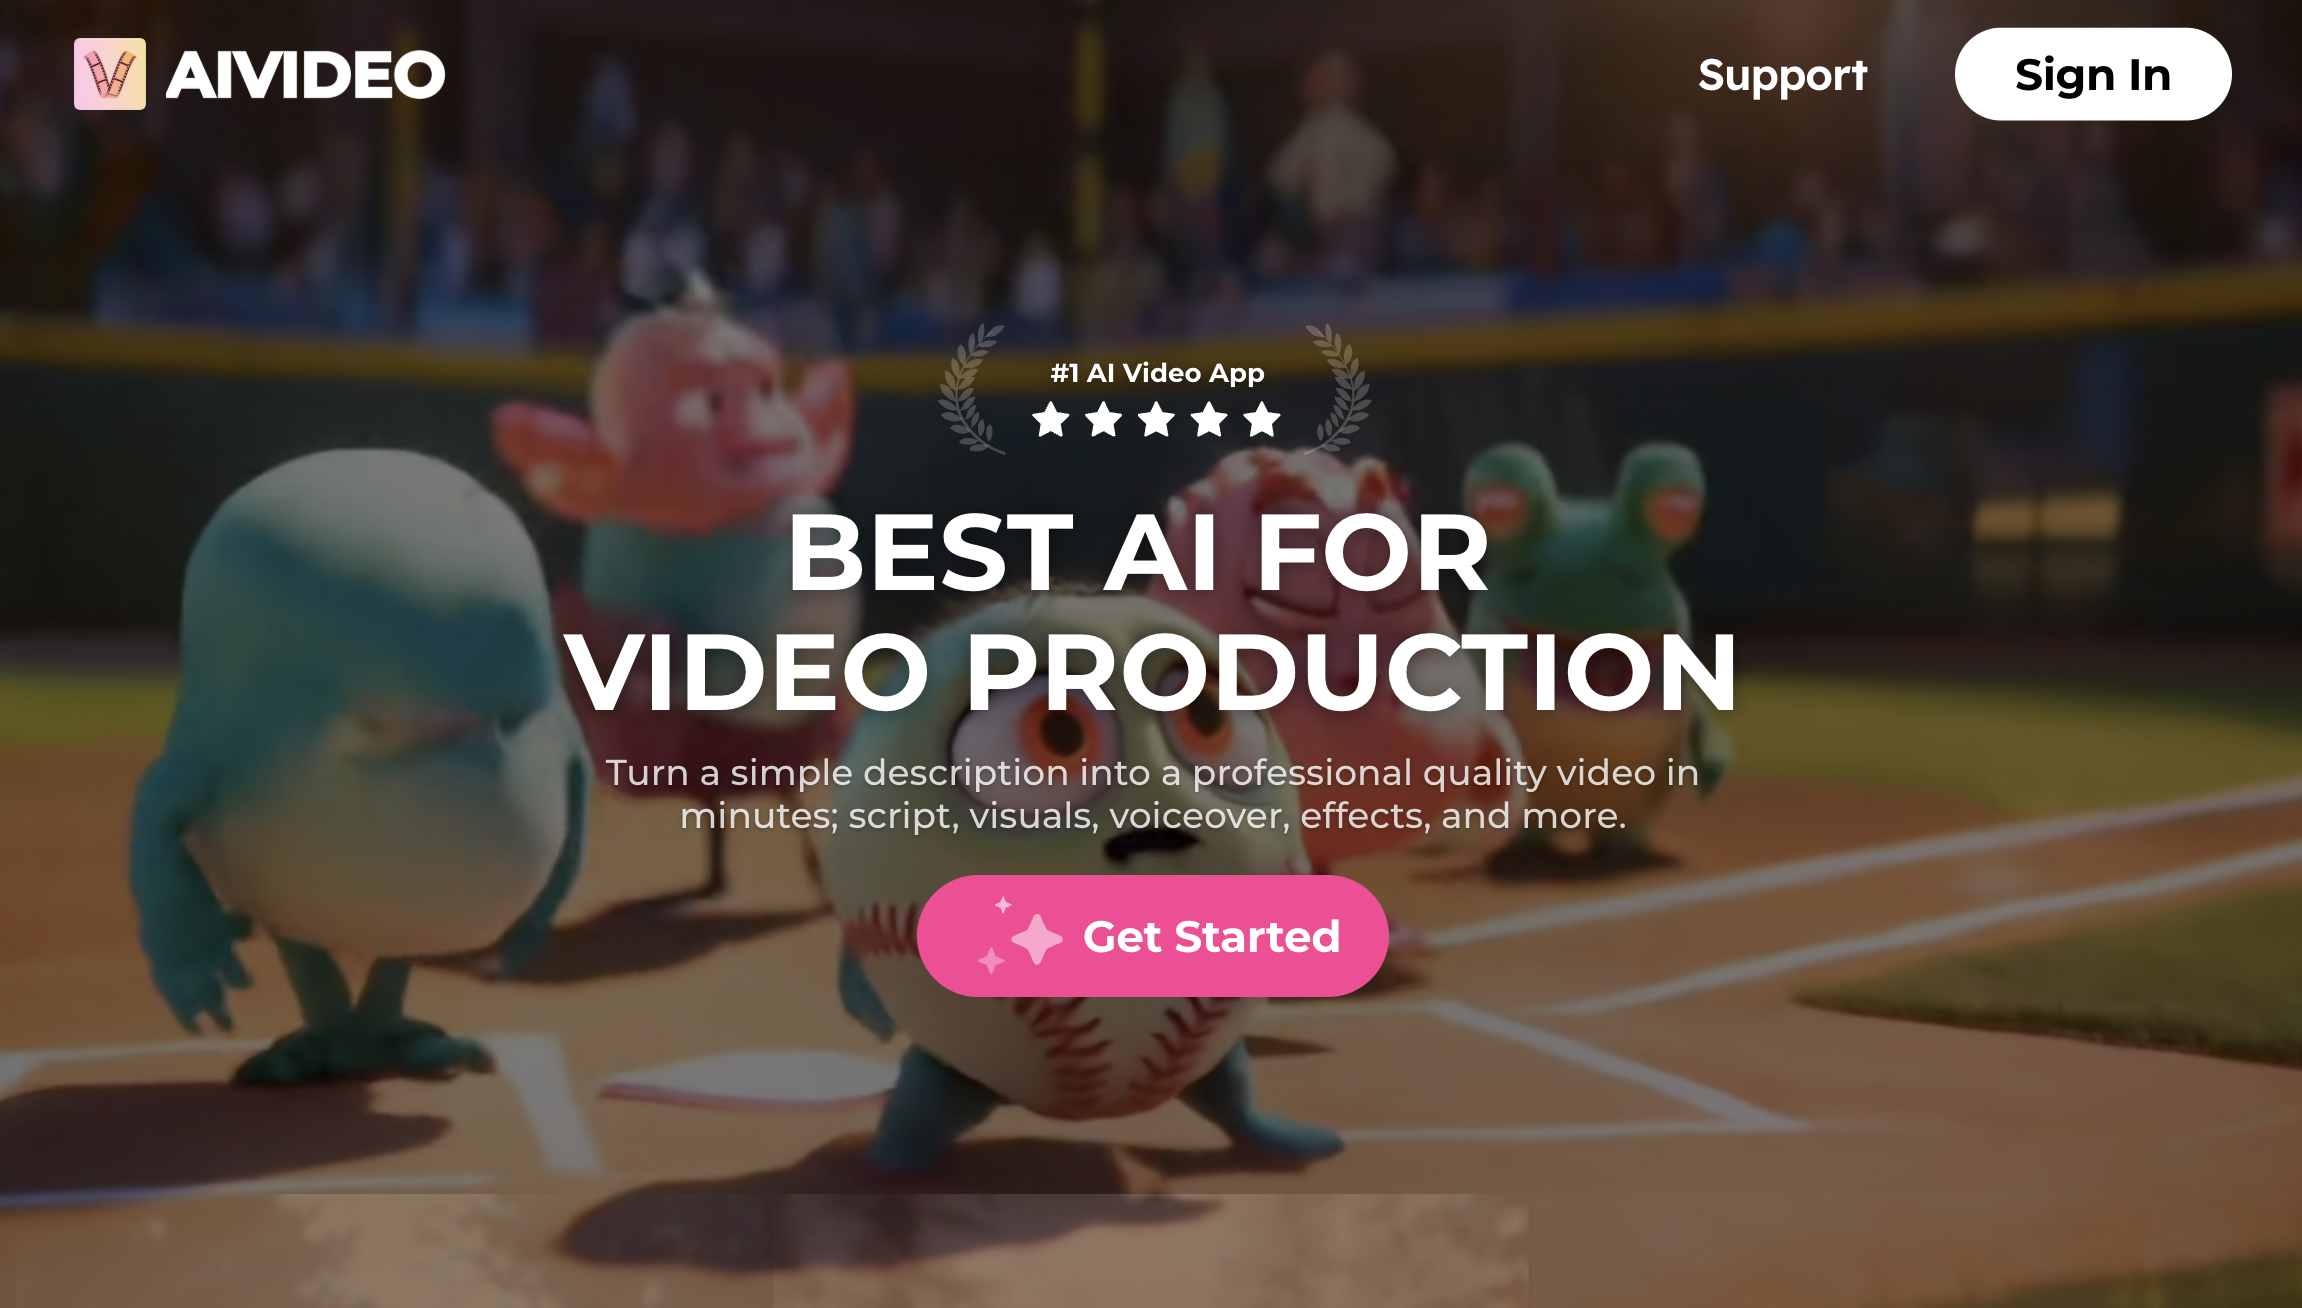 AIVIDEO
Support
Sign In
#1 AI Video App
BEST AI FOR
VIDEO PRODUCTION
Turn a simple description into a professional quality video in
minutes; script, visuals, voiceover, effects, and more.
Get Started